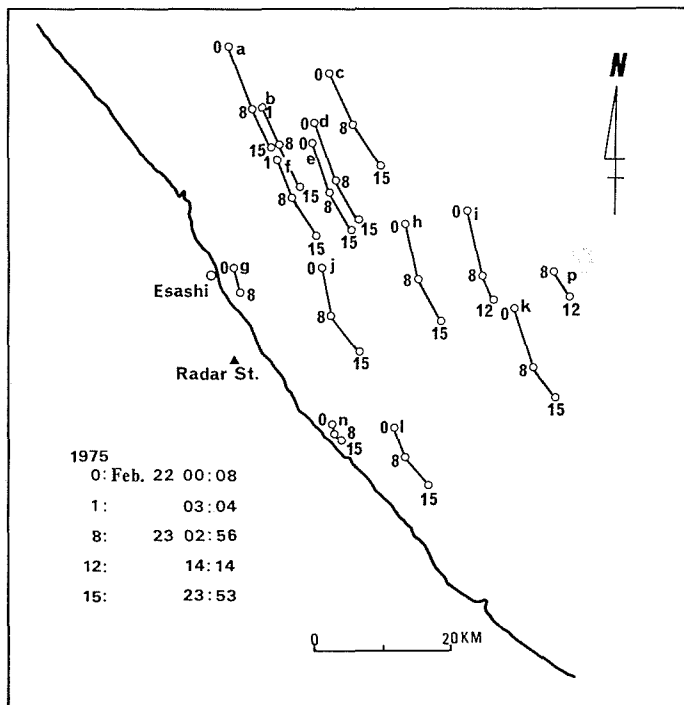 0 a
0 c
N
b
8 1
0 d
8
0
15 8
1 e
f
8
15
8
15
8
15
15
15
0 h
0 i
0 g
0
j
8 p
Esashi
8
8
8
12
12
0 k
8
15
15
Radar St.
8
15
0 n
8
15
0 l
8
15
1975
0: Feb. 22 00:08
1: 03:04
8: 23 02:56
12: 14:14
15: 23:53
0 20KM